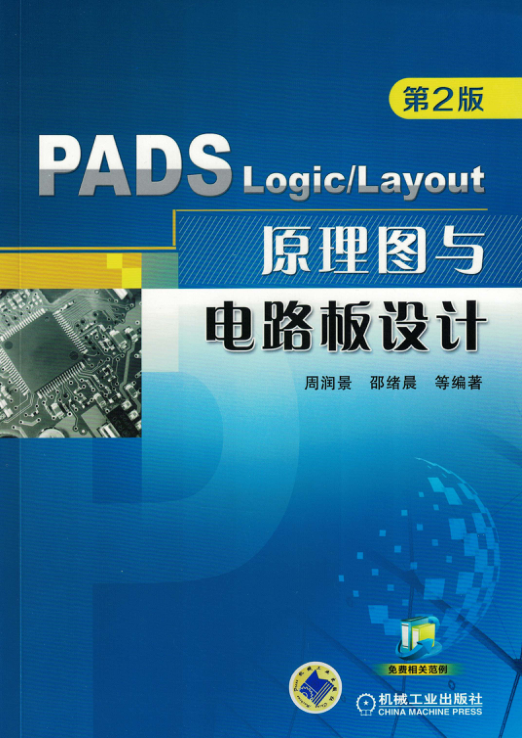 第2版
PADS Logic/Layout
原理图与
电路板设计
周润景 邵绪晨 等编著
免费相关范例
机械工业出版社
CHINA MACHINE PRESS